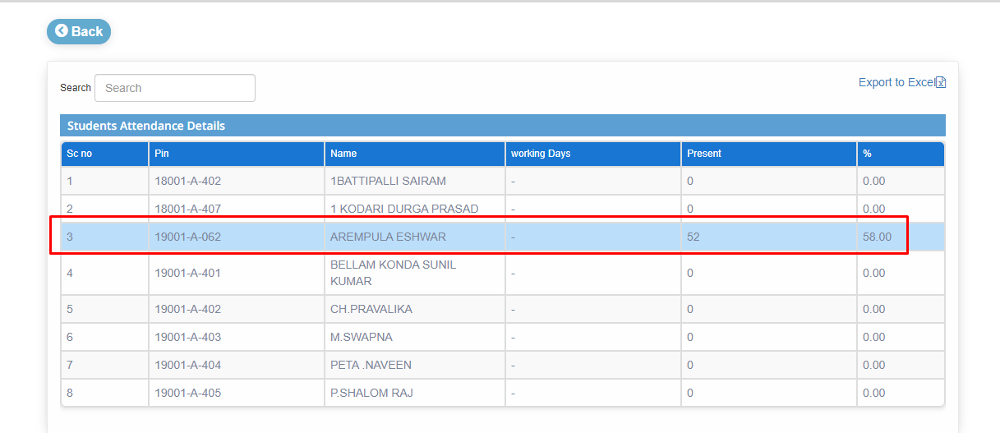 Back
Search Search Export to Excel
Students Attendance Details
Sc no Pin Name working Days Present %
1 18001-A-402 1BATTIPALLI SAIRAM - 0 0.00
2 18001-A-407 1 KODARI DURGA PRASAD - 0 0.00
3 19001-A-062 AREMPULA ESHWAR - 52 58.00
4 19001-A-401 BELLAM KONDA SUNIL
KUMAR - 0 0.00
5 19001-A-402 CH.PRAVALIKA - 0 0.00
6 19001-A-403 M.SWAPNA - 0 0.00
7 19001-A-404 PETA .NAVEEN - 0 0.00
8 19001-A-405 P.SHALOM RAJ - 0 0.00